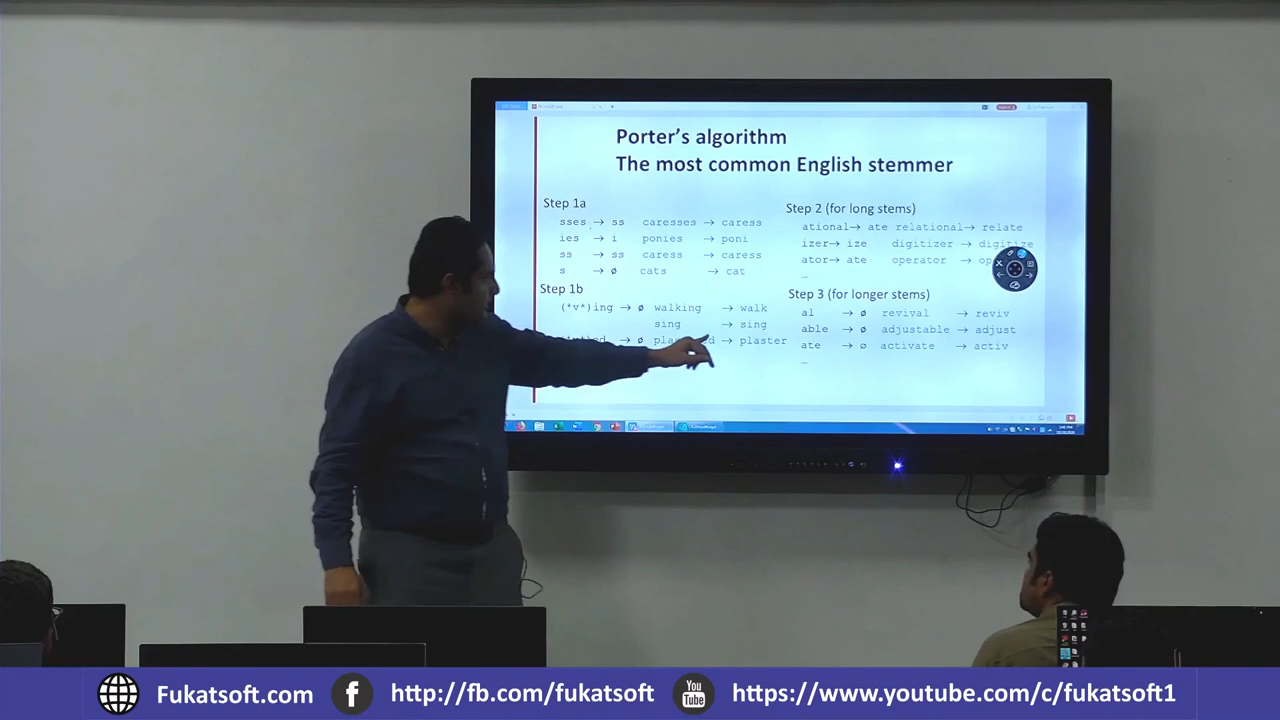 Porter's algorithm
The most common English stemmer
Step 1a
sses → ss caresses → caress
ies → i ponies → poni
ss → ss caress → caress
s → ø cats → cat
Step 1b
(*v*)ing → ø walking → walk
sing → sing
→ ø → plaster
Step 2 (for long stems)
ational→ ate relational→ relate
izer→ ize digitizer → digitize
ator→ ate operator →
…
Step 3 (for longer stems)
al → ø revival → reviv
able → ø adjustable → adjust
ate → ø activate → activ
…
Fukatsoft.com
http://fb.com/fukatsoft
You
Tube
https://www.youtube.com/c/fukatsoft1